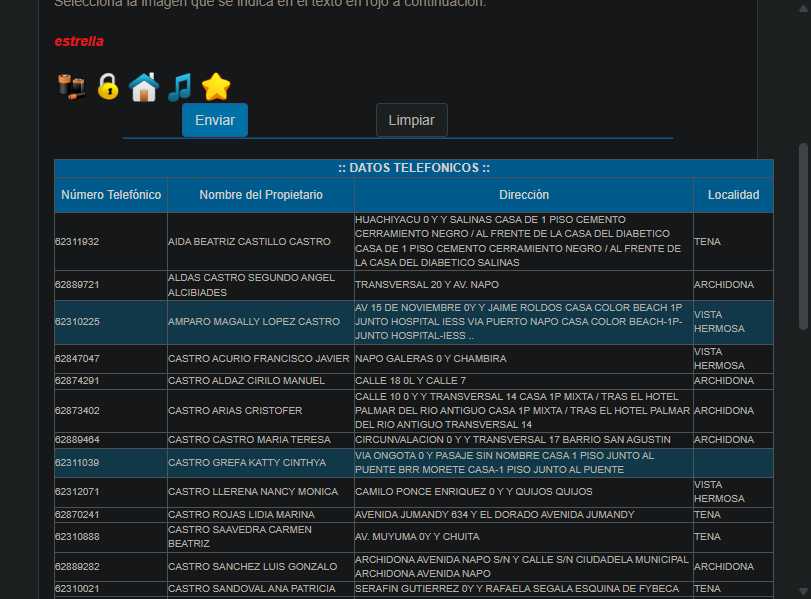 Selecciona la imagen que se indica en el texto en rojo a continuación.
estrella
Enviar Limpiar
:: DATOS TELEFONICOS ::
Número Telefónico Nombre del Propietario Dirección Localidad
62311932 AIDA BEATRIZ CASTILLO CASTRO HUACHIYACU 0 Y Y SALINAS CASA DE 1 PISO CEMENTO
CERRAMIENTO NEGRO / AL FRENTE DE LA CASA DEL DIABETICO
CASA DE 1 PISO CEMENTO CERRAMIENTO NEGRO / AL FRENTE DE
LA CASA DEL DIABETICO SALINAS TENA
62889721 ALDAS CASTRO SEGUNDO ANGEL
ALCIBIADES TRANSVERSAL 20 Y AV. NAPO ARCHIDONA
62310225 AMPARO MAGALLY LOPEZ CASTRO AV 15 DE NOVIEMBRE 0Y Y JAIME ROLDOS CASA COLOR BEACH 1P
JUNTO HOSPITAL IESS VIA PUERTO NAPO CASA COLOR BEACH-1P-
JUNTO HOSPITAL-IESS .. VISTA
HERMOSA
62847047 CASTRO ACURIO FRANCISCO JAVIER NAPO GALERAS 0 Y CHAMBIRA VISTA
HERMOSA
62874291 CASTRO ALDAZ CIRILO MANUEL CALLE 18 0L Y CALLE 7 ARCHIDONA
62873402 CASTRO ARIAS CRISTOFER CALLE 10 0 Y Y TRANSVERSAL 14 CASA 1P MIXTA / TRAS EL HOTEL
PALMAR DEL RIO ANTIGUO CASA 1P MIXTA / TRAS EL HOTEL PALMAR
DEL RIO ANTIGUO TRANSVERSAL 14 ARCHIDONA
62889464 CASTRO CASTRO MARIA TERESA CIRCUNVALACION 0 Y Y TRANSVERSAL 17 BARRIO SAN AGUSTIN ARCHIDONA
62311039 CASTRO GREFA KATTY CINTHYA VIA ONGOTA 0 Y PASAJE SIN NOMBRE CASA 1 PISO JUNTO AL
PUENTE BRR MORETE CASA-1 PISO JUNTO AL PUENTE
62312071 CASTRO LLERENA NANCY MONICA CAMILO PONCE ENRIQUEZ 0 Y Y QUIJOS QUIJOS VISTA
HERMOSA
62870241 CASTRO ROJAS LIDIA MARINA AVENIDA JUMANDY 634 Y EL DORADO AVENIDA JUMANDY TENA
62310888 CASTRO SAAVEDRA CARMEN
BEATRIZ AV. MUYUMA 0Y Y CHUITA TENA
62889282 CASTRO SANCHEZ LUIS GONZALO ARCHIDONA AVENIDA NAPO S/N Y CALLE S/N CIUDADELA MUNICIPAL
ARCHIDONA AVENIDA NAPO ARCHIDONA
62310021 CASTRO SANDOVAL ANA PATRICIA SERAFIN GUTIERREZ 0Y Y RAFAELA SEGALA ESQUINA DE FYBECA TENA